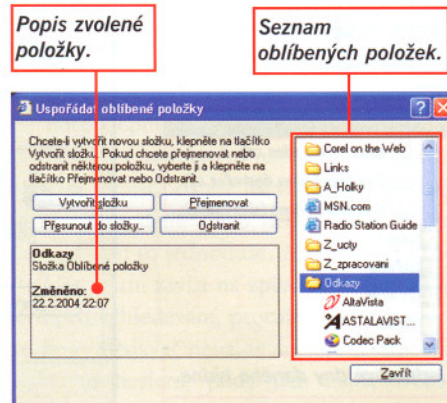 Popis zvolené
položky.
Seznam
oblíbených položek.
Uspořádat oblíbené položky
Chcete-li vytvořit novou složku, klepněte na tlačítko
Vytvořit složku. Pokud chcete přejmenovat nebo
odstranit některou položku, vyberte ji a klepněte na
tlačítko Přejmenovat nebo Odstranit.
Vytvořit složku
Přejmenovat
Přesunout do složky...
Odstranit
Odkazy
Složka Oblíbené položky
Změněno:
22.2.2004 22:07
Corel on the Web
Links
A_Holky
MSN.com
Radio Station Guide
Z_ucty
Z_zpracovani
Odkazy
AltaVista
ASTALAVIST...
Codec Pack
Zavřít